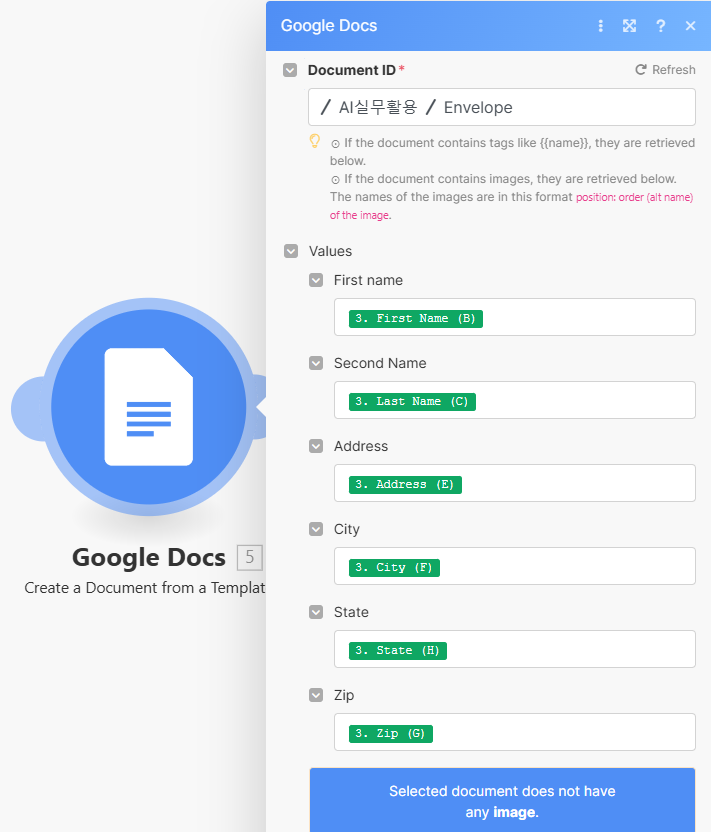 Google Docs
Document ID *
Refresh
/ AI실무활용 / Envelope
If the document contains tags like {{name}}, they are retrieved
below.
If the document contains images, they are retrieved below.
The names of the images are in this format position: order (alt name)
of the image.
Values
First name
3. First Name (B)
Second Name
3. Last Name (C)
Address
3. Address (E)
City
3. City (F)
State
3. State (H)
Zip
3. Zip (G)
Selected document does not have
any image.
Google Docs 5
Create a Document from a Templat